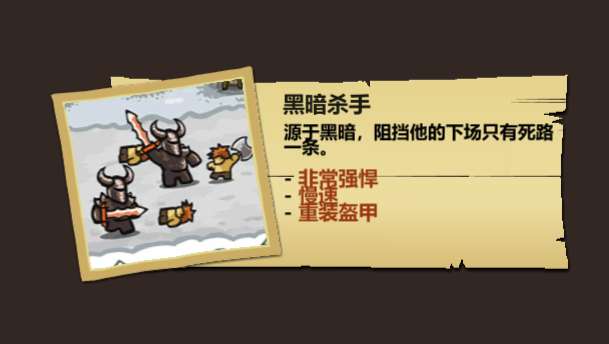 黑暗杀手
源于黑暗，阻挡他的下场只有死路
一条。
- 非常强悍
- 慢速
- 重装盔甲